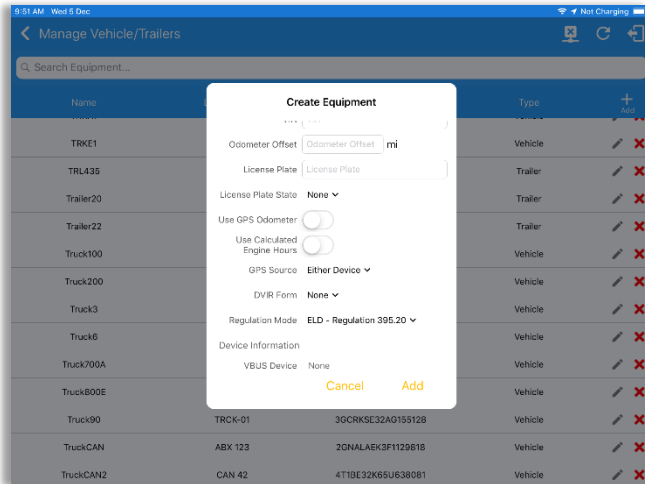 9:51 AM Wed 5 Dec Not Charging
Manage Vehicle/Trailers
Search Equipment...
Name Type Add
Create Equipment
Odometer Offset Odometer Offset mi
TRKE1 Vehicle
License Plate License Plate
TRL435 Trailer
License Plate State None
Trailer20 Trailer
Use GPS Odometer
Trailer22 Trailer
Use Calculated
Engine Hours
Truck100 Vehicle
GPS Source Either Device
Truck200 Vehicle
DVIR Form None
Truck3 Vehicle
Regulation Mode ELD - Regulation 395.20
Truck6 Vehicle
Device Information
Truck700A Vehicle
VBUS Device None
Cancel Add
Truck800E Vehicle
Truck90 TRCK-01 3GCRKSE32AG155128 Vehicle
TruckCAN ABX 123 2GNALAEK3F1129818 Vehicle
TruckCAN2 CAN 42 4T1BE32K65U638081 Vehicle